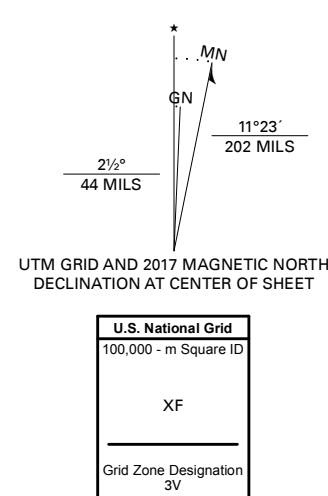 ★
MN
GN
11°23´
202 MILS
2½°
44 MILS
UTM GRID AND 2017 MAGNETIC NORTH
DECLINATION AT CENTER OF SHEET
U.S. National Grid
100,000 - m Square ID
XF
Grid Zone Designation
3V